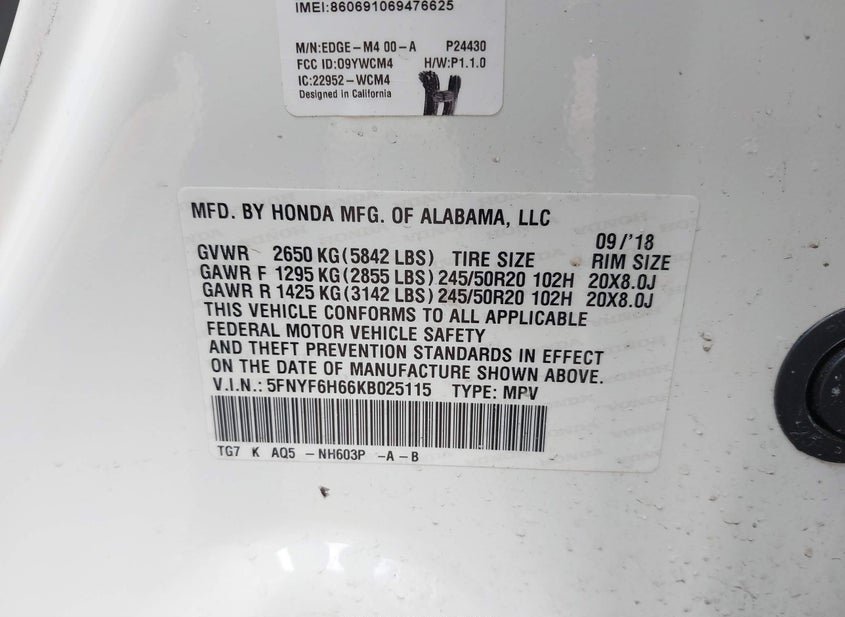 IMEI:860691069476625
M/N:EDGE-M4 00-A P24430
FCC ID:O9YWCM4 H/W:P1.1.0
IC:22952-WCM4
Designed in California
H
MFD. BY HONDA MFG. OF ALABAMA, LLC
09/'18
GVWR 2650 KG(5842 LBS) TIRE SIZE RIM SIZE
GAWR F 1295 KG(2855 LBS) 245/50R20 102H 20X8.0J
GAWR R 1425 KG(3142 LBS) 245/50R20 102H 20X8.0J
THIS VEHICLE CONFORMS TO ALL APPLICABLE
FEDERAL MOTOR VEHICLE SAFETY
AND THEFT PREVENTION STANDARDS IN EFFECT
ON THE DATE OF MANUFACTURE SHOWN ABOVE.
V.I.N.: 5FNYF6H66KB025115 TYPE: MPV
TG7 K AQ5 -NH603P -A-B